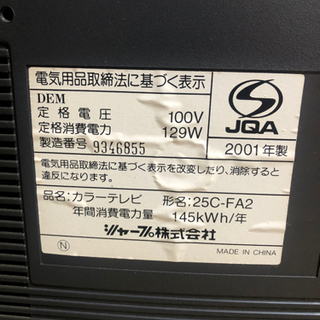 電気用品取締法に基づく表示
DEM
定格電圧 100V
定格消費電力 129W
製造番号 9346855
JQA
2001年製
電気用品取締法に基づく表示を改変したり、消除すると
違反になります。
品名:カラーテレビ 形名:25C-FA2
年間消費電力量 145kWh/年
シャープ株式会社
N
MADE IN CHINA